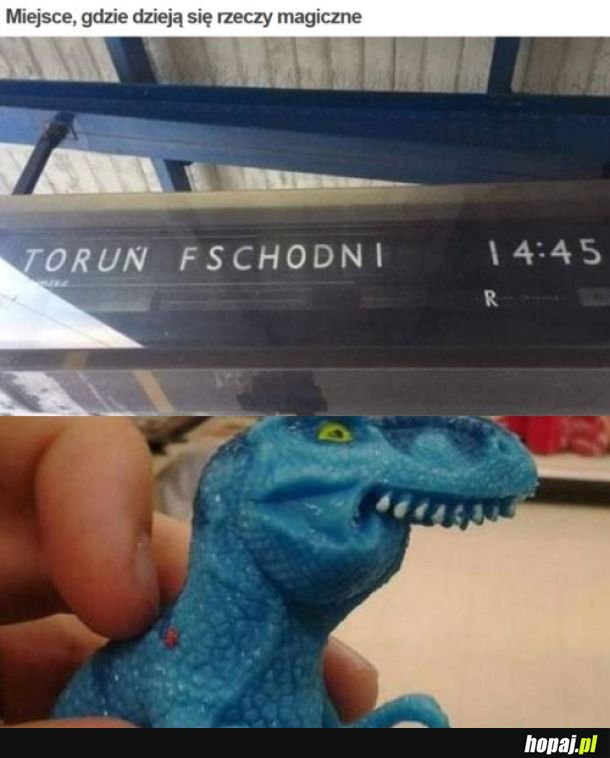 Miejsce, gdzie dzieją się rzeczy magiczne
TORUŃ FSCHODNI 14:45
R
hopaj.pl